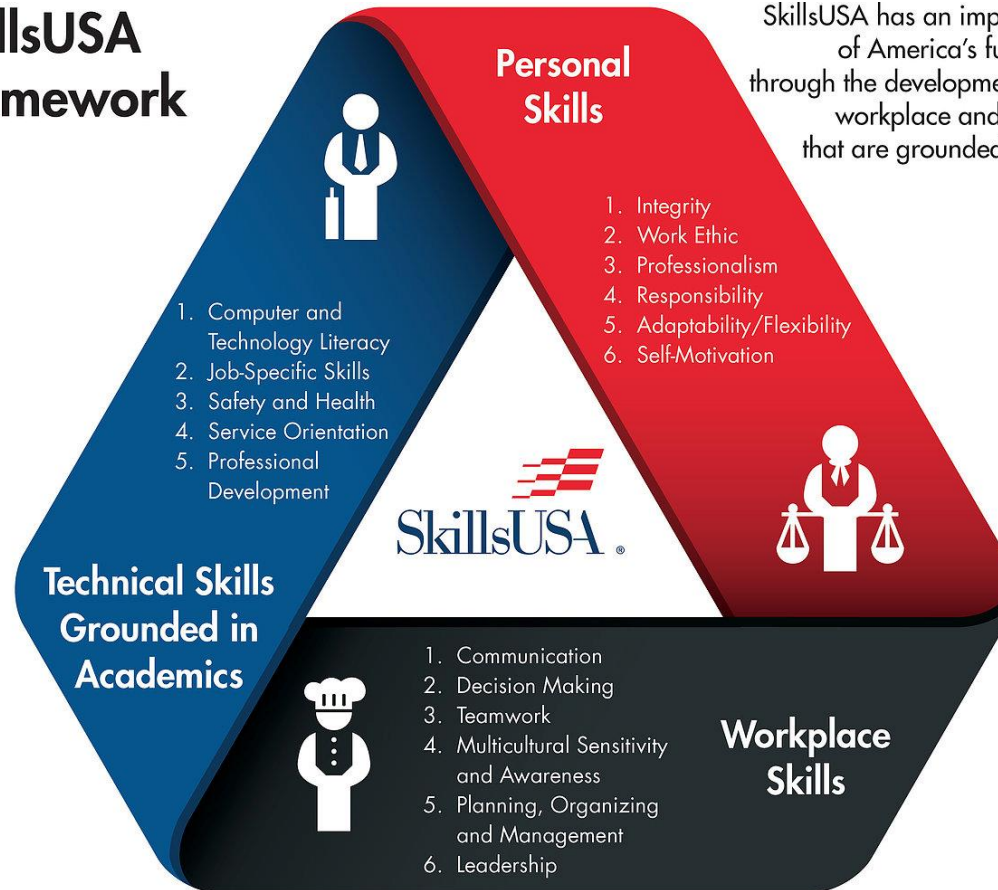 llsUSA
mework
SkillsUSA has an imp
of America's fu
through the developme
workplace and
that are grounded
Personal
Skills
1. Integrity
2. Work Ethic
3. Professionalism
4. Responsibility
5. Adaptability/Flexibility
6. Self-Motivation
1. Computer and
Technology Literacy
2. Job-Specific Skills
3. Safety and Health
4. Service Orientation
5. Professional
Development
Technical Skills
Grounded in
Academics
SkillsUSA ®
1. Communication
2. Decision Making
3. Teamwork
4. Multicultural Sensitivity
and Awareness
5. Planning, Organizing
and Management
6. Leadership
Workplace
Skills